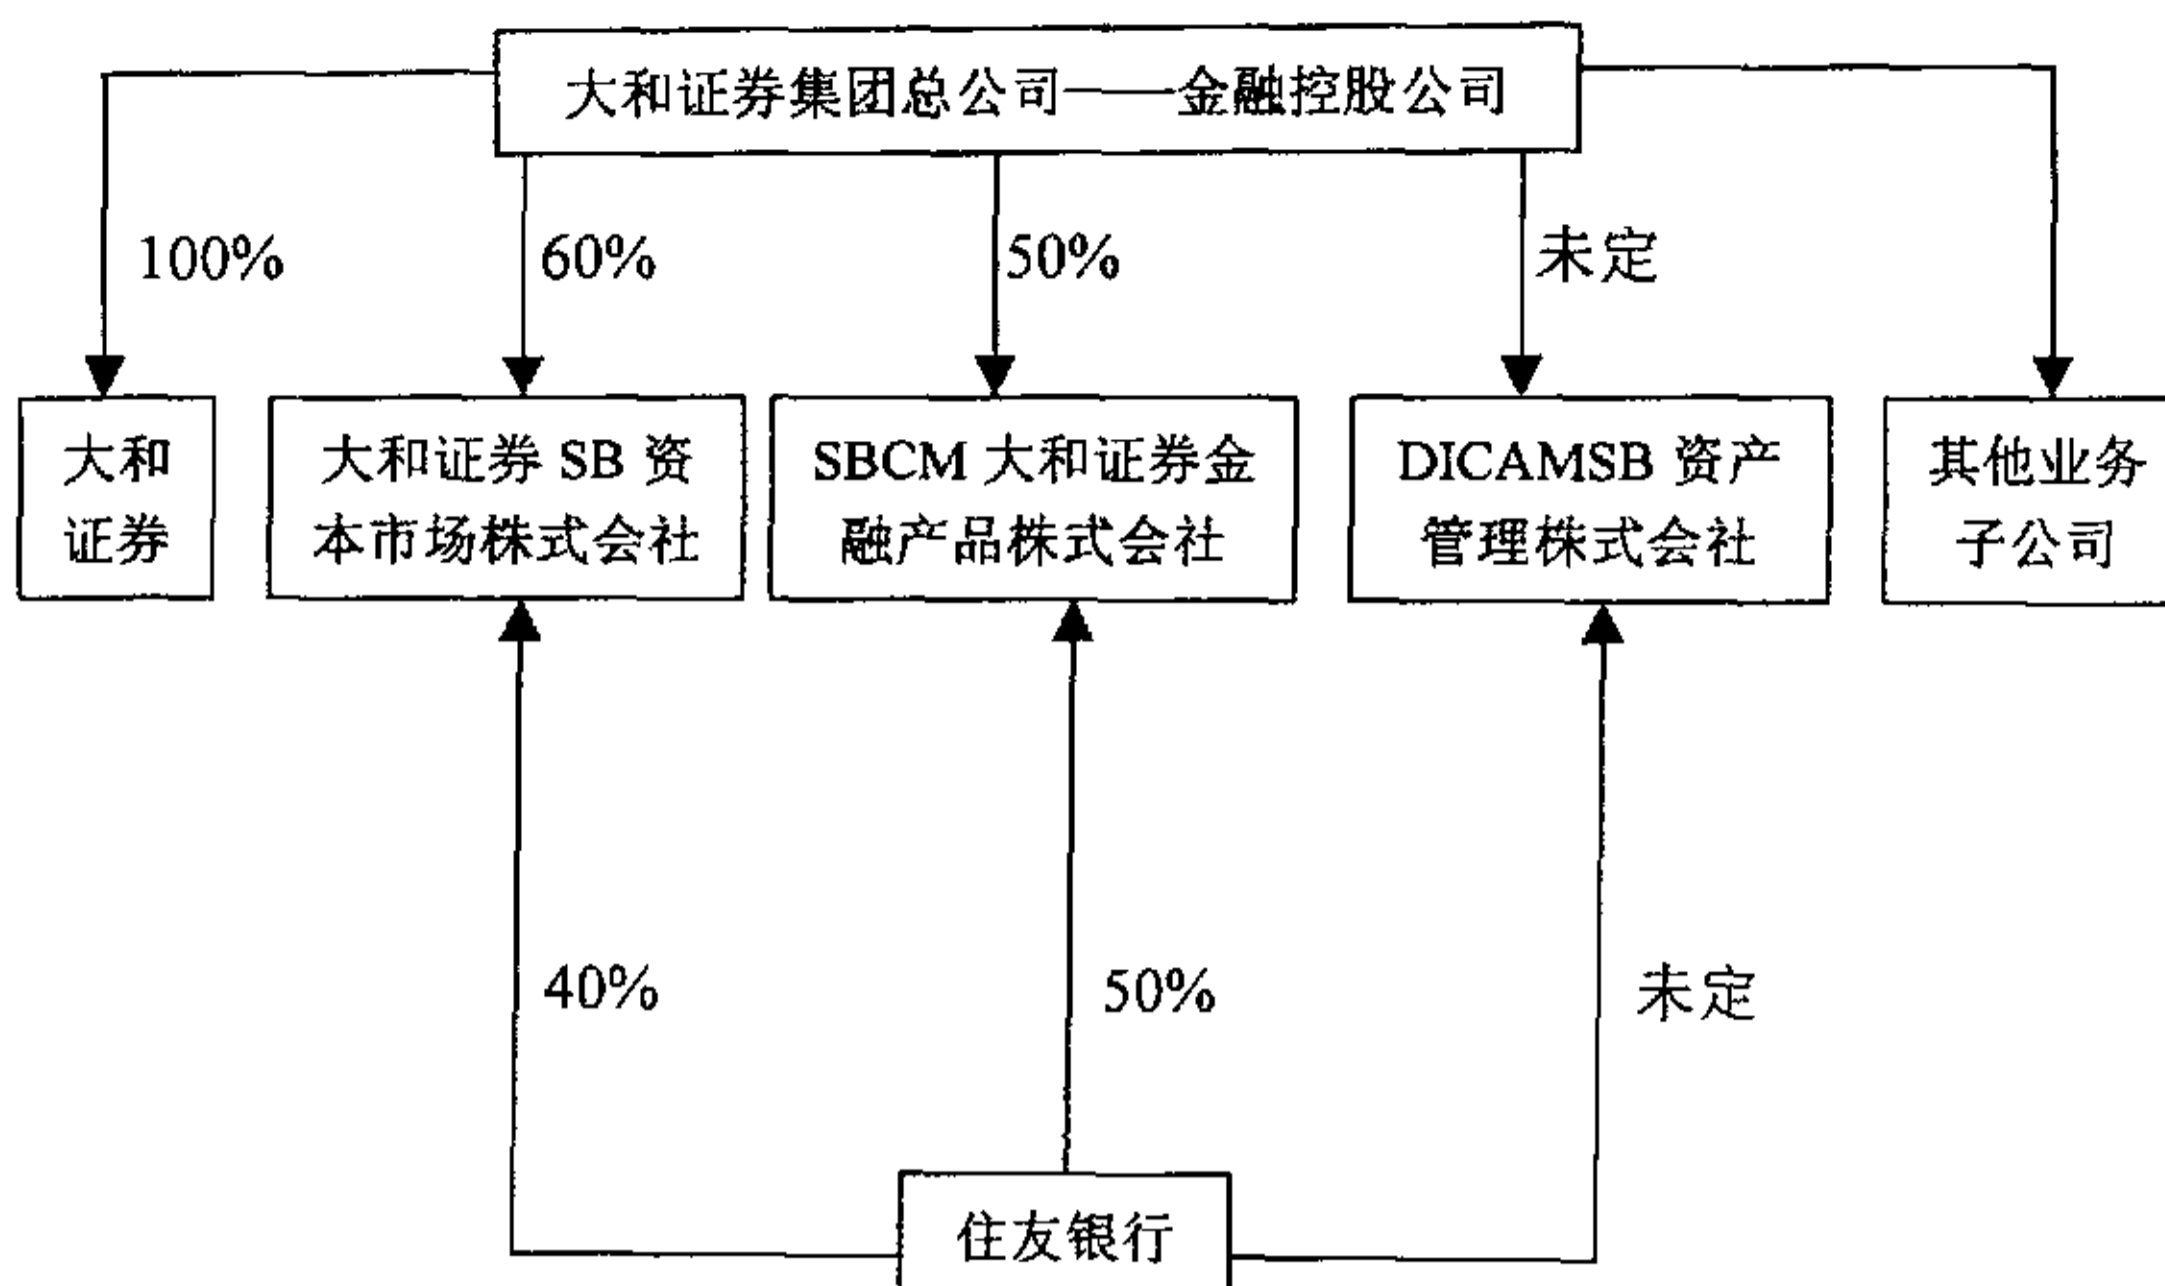 大和证券集团总公司——金融控股公司
100%
60%
50%
未定
大和
证券
大和证券 SB 资
本市场株式会社
SBCM 大和证券金
融产品株式会社
DICAMSB 资产
管理株式会社
其他业务
子公司
40%
50%
未定
住友银行